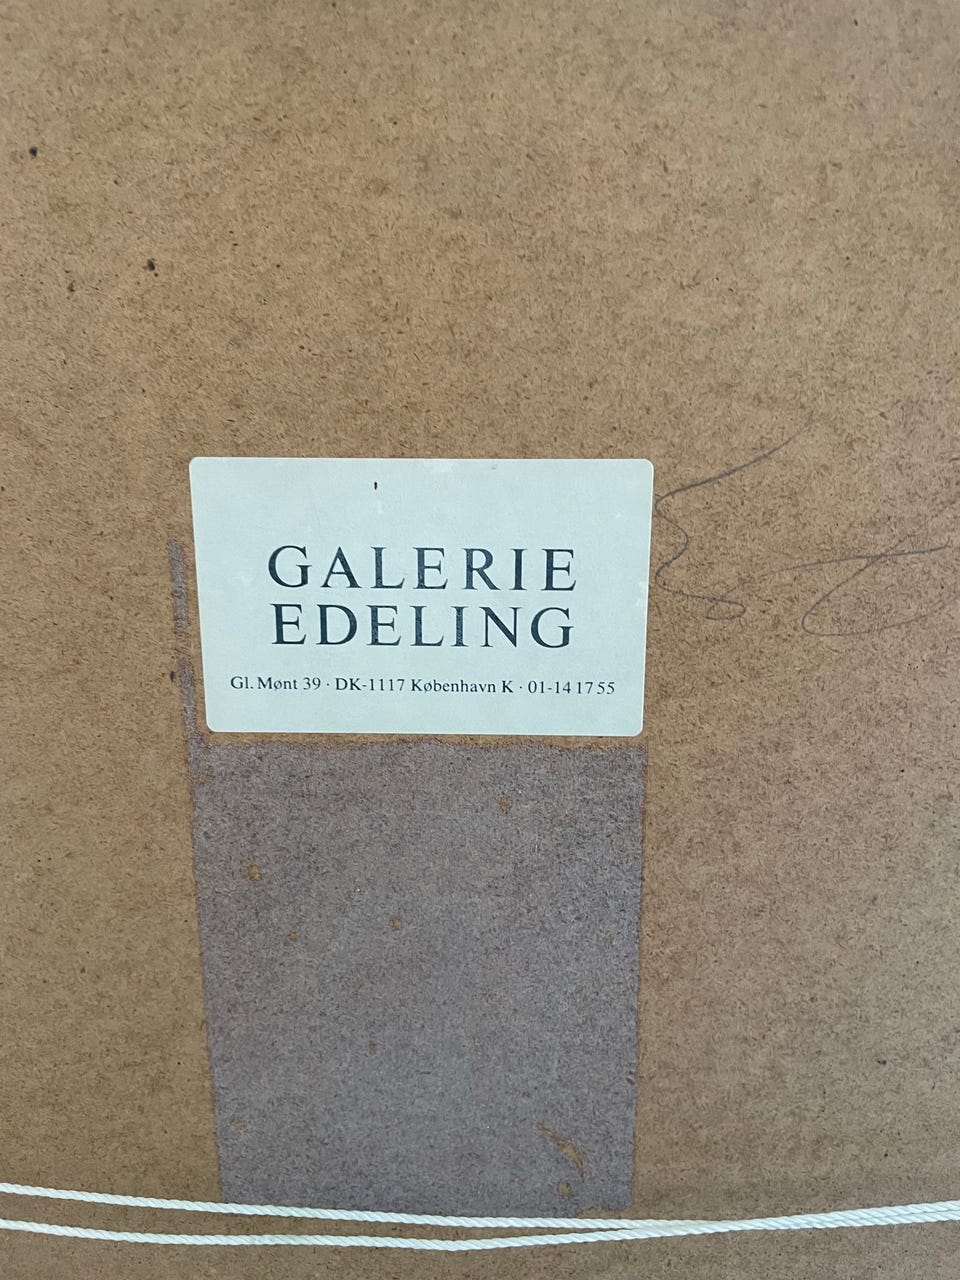 GALERIE
EDELING
Gl. Mønt 39 · DK-1117 København K · 01-14 17 55